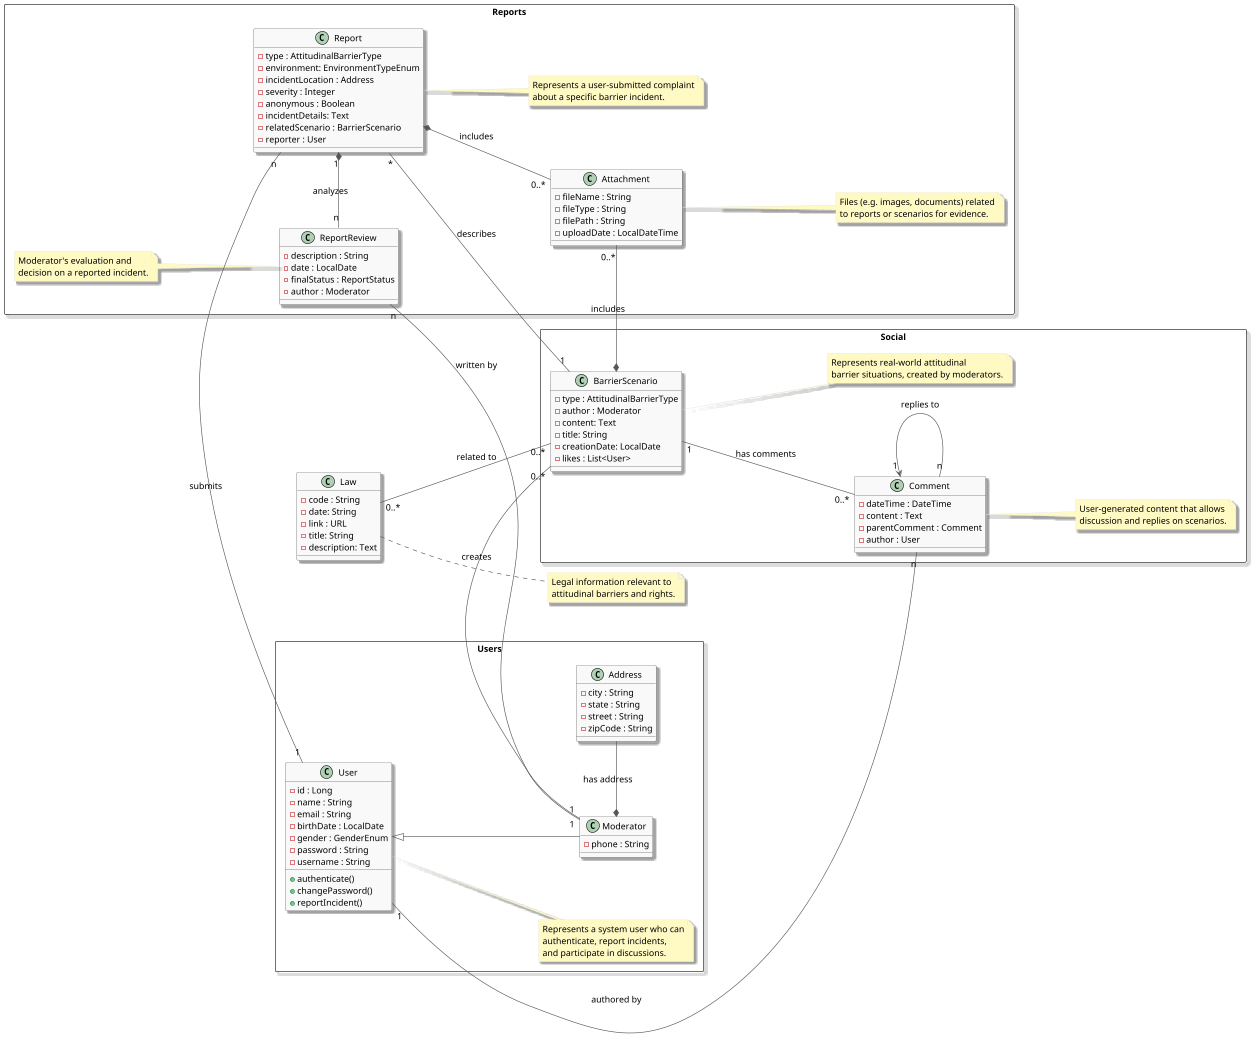 Reports
C Report
type : AttitudinalBarrierType
environment: EnvironmentTypeEnum
incidentLocation : Address
severity : Integer
anonymous : Boolean
incidentDetails: Text
relatedScenario : BarrierScenario
reporter : User
Represents a user-submitted complaint
about a specific barrier incident.
includes
n
1
*
0..*
analyzes
n
C Attachment
fileName : String
fileType : String
filePath : String
uploadDate : LocalDateTime
0..*
Files (e.g. images, documents) related
to reports or scenarios for evidence.
describes
C ReportReview
description : String
date : LocalDate
finalStatus : ReportStatus
author : Moderator
n
Moderator's evaluation and
decision on a reported incident.
includes
Social
written by
1
C BarrierScenario
type : AttitudinalBarrierType
author : Moderator
content: Text
title: String
creationDate: LocalDate
likes : List<User>
Represents real-world attitudinal
barrier situations, created by moderators.
replies to
1
has comments
0..*
1
n
C Comment
dateTime : DateTime
content : Text
parentComment : Comment
author : User
n
User-generated content that allows
discussion and replies on scenarios.
0..*
related to
0..*
0..*
submits
C Law
code : String
date: String
link : URL
title: String
description: Text
creates
Legal information relevant to
attitudinal barriers and rights.
Users
C Address
city : String
state : String
street : String
zipCode : String
has address
1
C User
id : Long
name : String
email : String
birthDate : LocalDate
gender : GenderEnum
password : String
username : String
authenticate()
changePassword()
reportIncident()
1
1
1
C Moderator
phone : String
Represents a system user who can
authenticate, report incidents,
and participate in discussions.
authored by